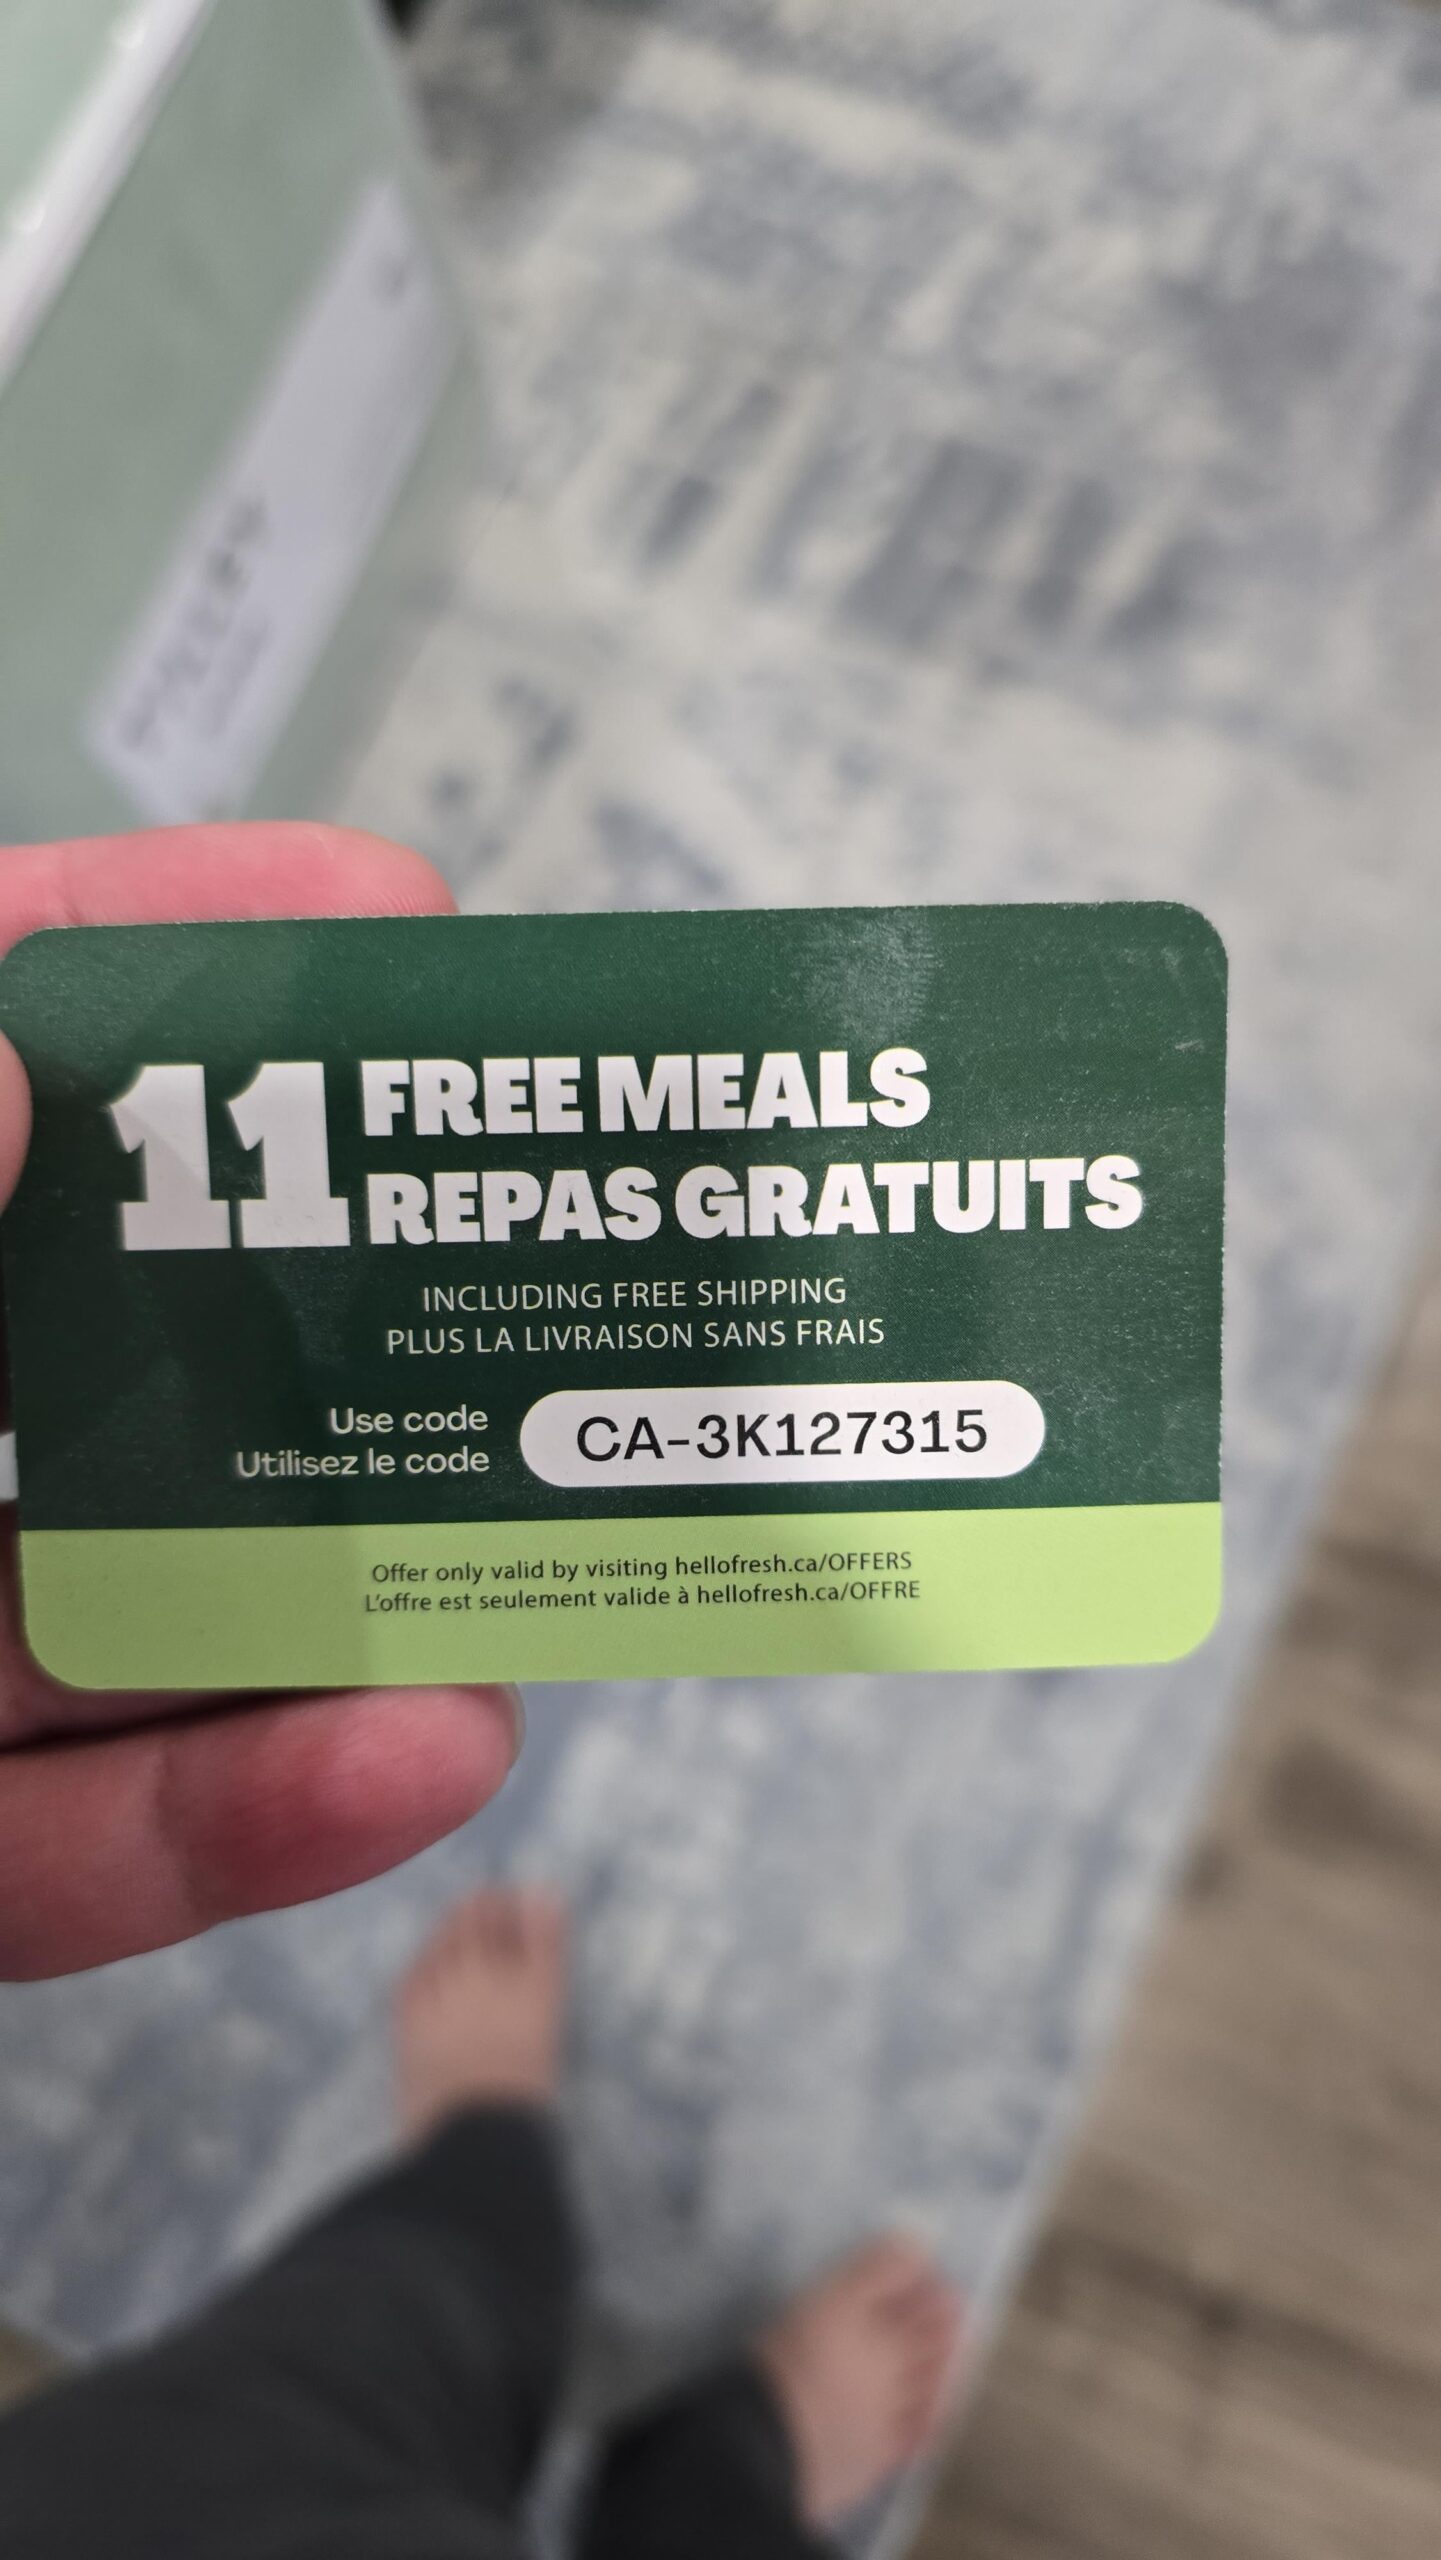 11 FREE MEALS
REPAS GRATUITS
INCLUDING FREE SHIPPING
PLUS LA LIVRAISON SANS FRAIS
Use code
Utilisez le code
CA-3K127315
Offer only valid by visiting hellofresh.ca/OFFERS
L'offre est seulement valide à hellofresh.ca/OFFRE